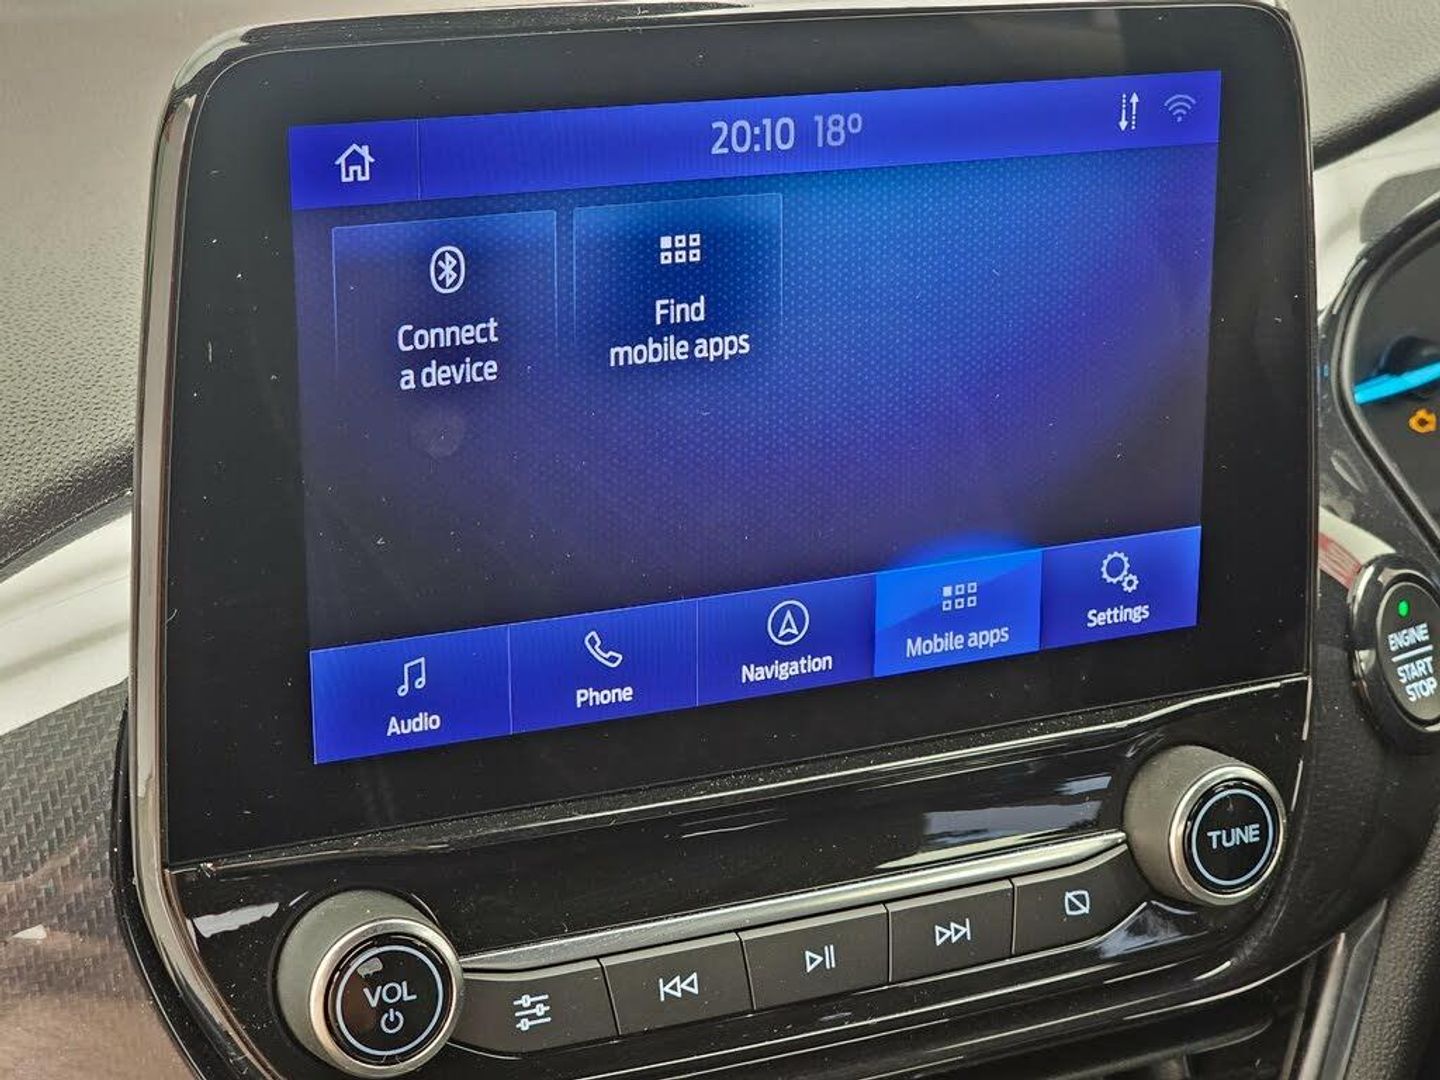 20:10 18°
Connect
a device
Find
mobile apps
Audio
Phone
Navigation
Mobile apps
Settings
ENGINE
START
STOP
TUNE
VOL